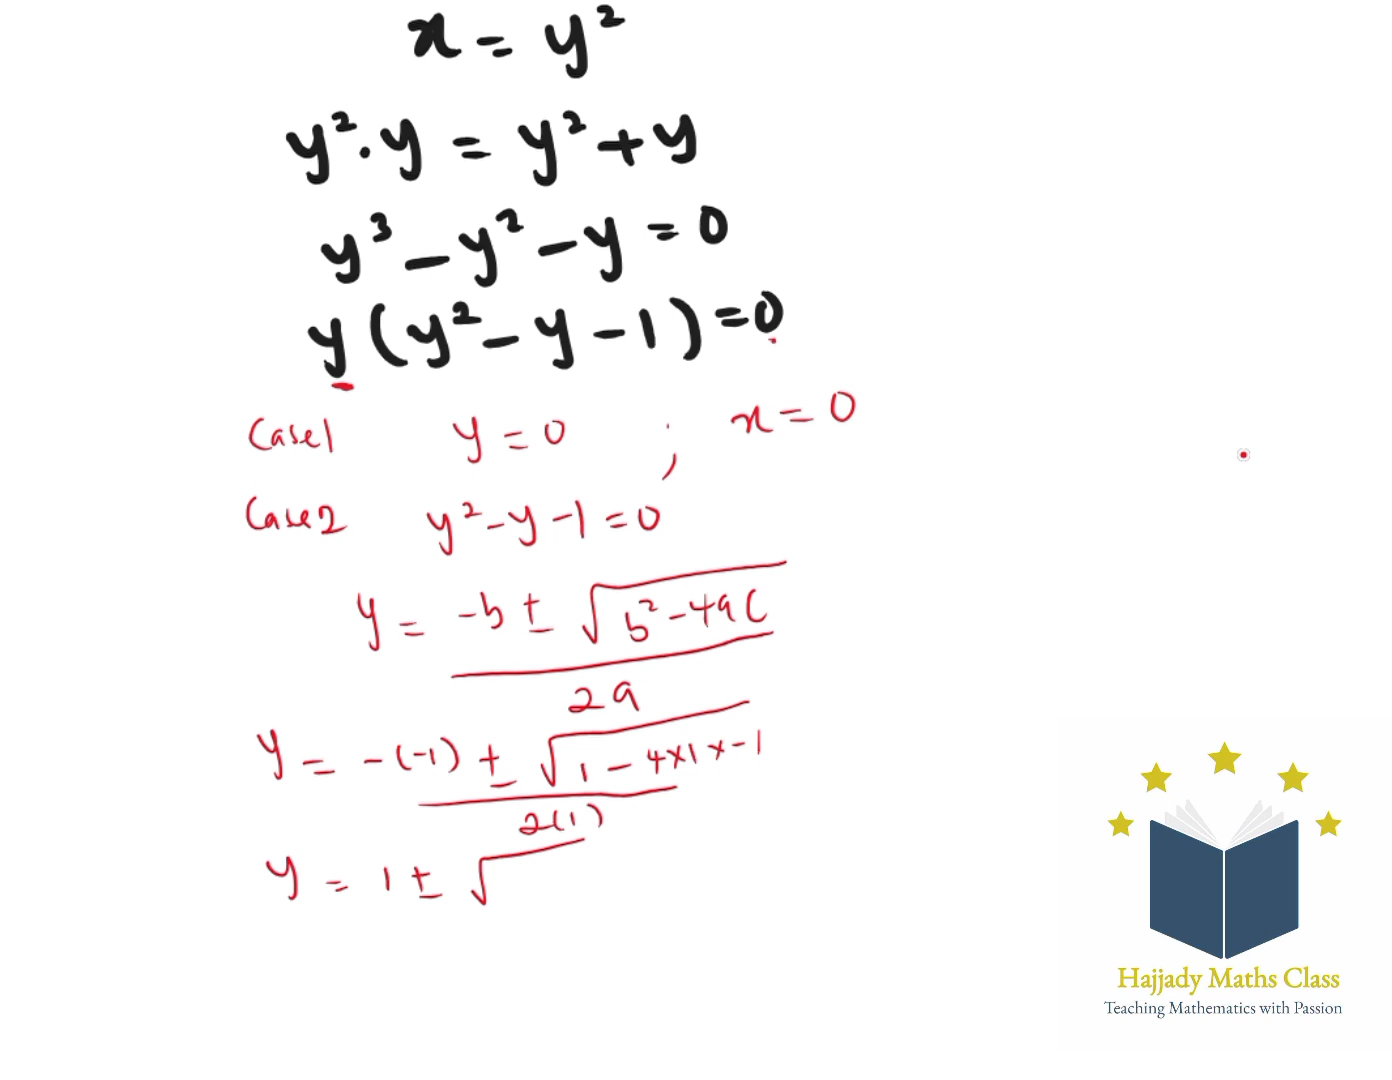 x = y²
y²·y = y² + y
y³ − y² − y = 0
y(y² − y − 1) = 0
Case1 y = 0 ; x = 0
Case2 y² − y − 1 = 0
y = −b ± √(b² − 4ac)
2a
y = −(−1) ± √(1 − 4×1×−1)
2(1)
y = 1 ± √
Hajjady Maths Class
Teaching Mathematics with Passion